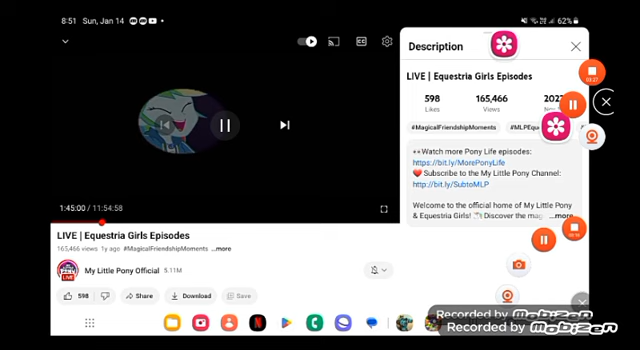 8:51 Sun, Jan 14
62%
Description
LIVE | Equestria Girls Episodes
598
165,466
Likes
Views
#MagicalFriendshipMoments
#MLPEque
👀Watch more Pony Life episodes:
https://bit.ly/MorePonyLife
❤️ Subscribe to the My Little Pony Channel:
http://bit.ly/SubtoMLP
Welcome to the official home of My Little Pony
& Equestria Girls! Discover the mag ...more
1:45:00 / 11:54:58
LIVE | Equestria Girls Episodes
165,466 views 1y ago #MagicalFriendshipMoments ...more
LIVE
My Little Pony Official 5.11M
598
Share
Download
Save
Recorded by Mobizen
Recorded by Mobizen